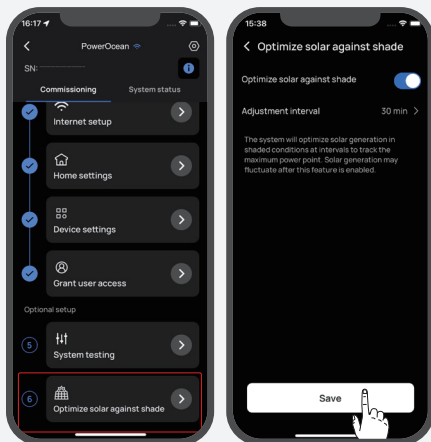 16:17
PowerOcean
SN:
Commissioning
System status
Internet setup
Home settings
Device settings
Grant user access
Optional setup
5
System testing
6
Optimize solar against shade
15:38
Optimize solar against shade
Optimize solar against shade
Adjustment interval
30 min
The system will optimize solar generation in
shaded conditions at intervals to track the
maximum power point. Solar generation may
fluctuate after this feature is enabled.
Save